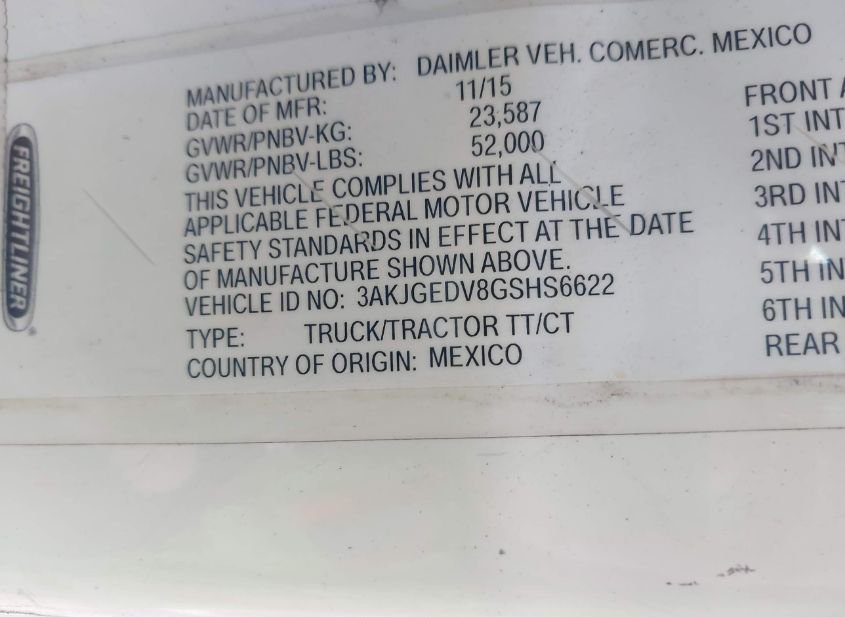 FREIGHTLINER
MANUFACTURED BY: DAIMLER VEH. COMERC. MEXICO
DATE OF MFR: 11/15
GVWR/PNBV-KG: 23,587
GVWR/PNBV-LBS: 52,000
THIS VEHICLE COMPLIES WITH ALL
APPLICABLE FEDERAL MOTOR VEHICLE
SAFETY STANDARDS IN EFFECT AT THE DATE
OF MANUFACTURE SHOWN ABOVE.
VEHICLE ID NO: 3AKJGEDV8GSHS6622
TYPE: TRUCK/TRACTOR TT/CT
COUNTRY OF ORIGIN: MEXICO
FRONT
1ST INT
2ND INT
3RD INT
4TH INT
5TH IN
6TH IN
REAR